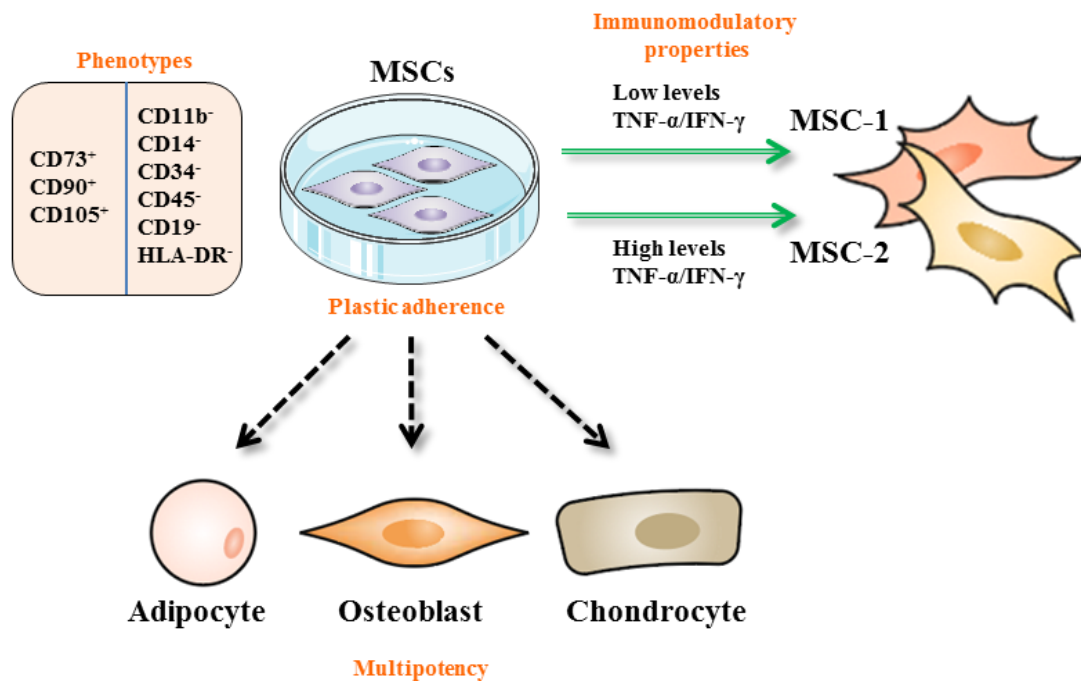 Phenotypes
CD73⁺
CD90⁺
CD105⁺
CD11b⁻
CD14⁻
CD34⁻
CD45⁻
CD19⁻
HLA-DR⁻
MSCs
Plastic adherence
Immunomodulatory
properties
Low levels
TNF-α/IFN-γ
MSC-1
High levels
TNF-α/IFN-γ
MSC-2
Adipocyte
Osteoblast
Chondrocyte
Multipotency